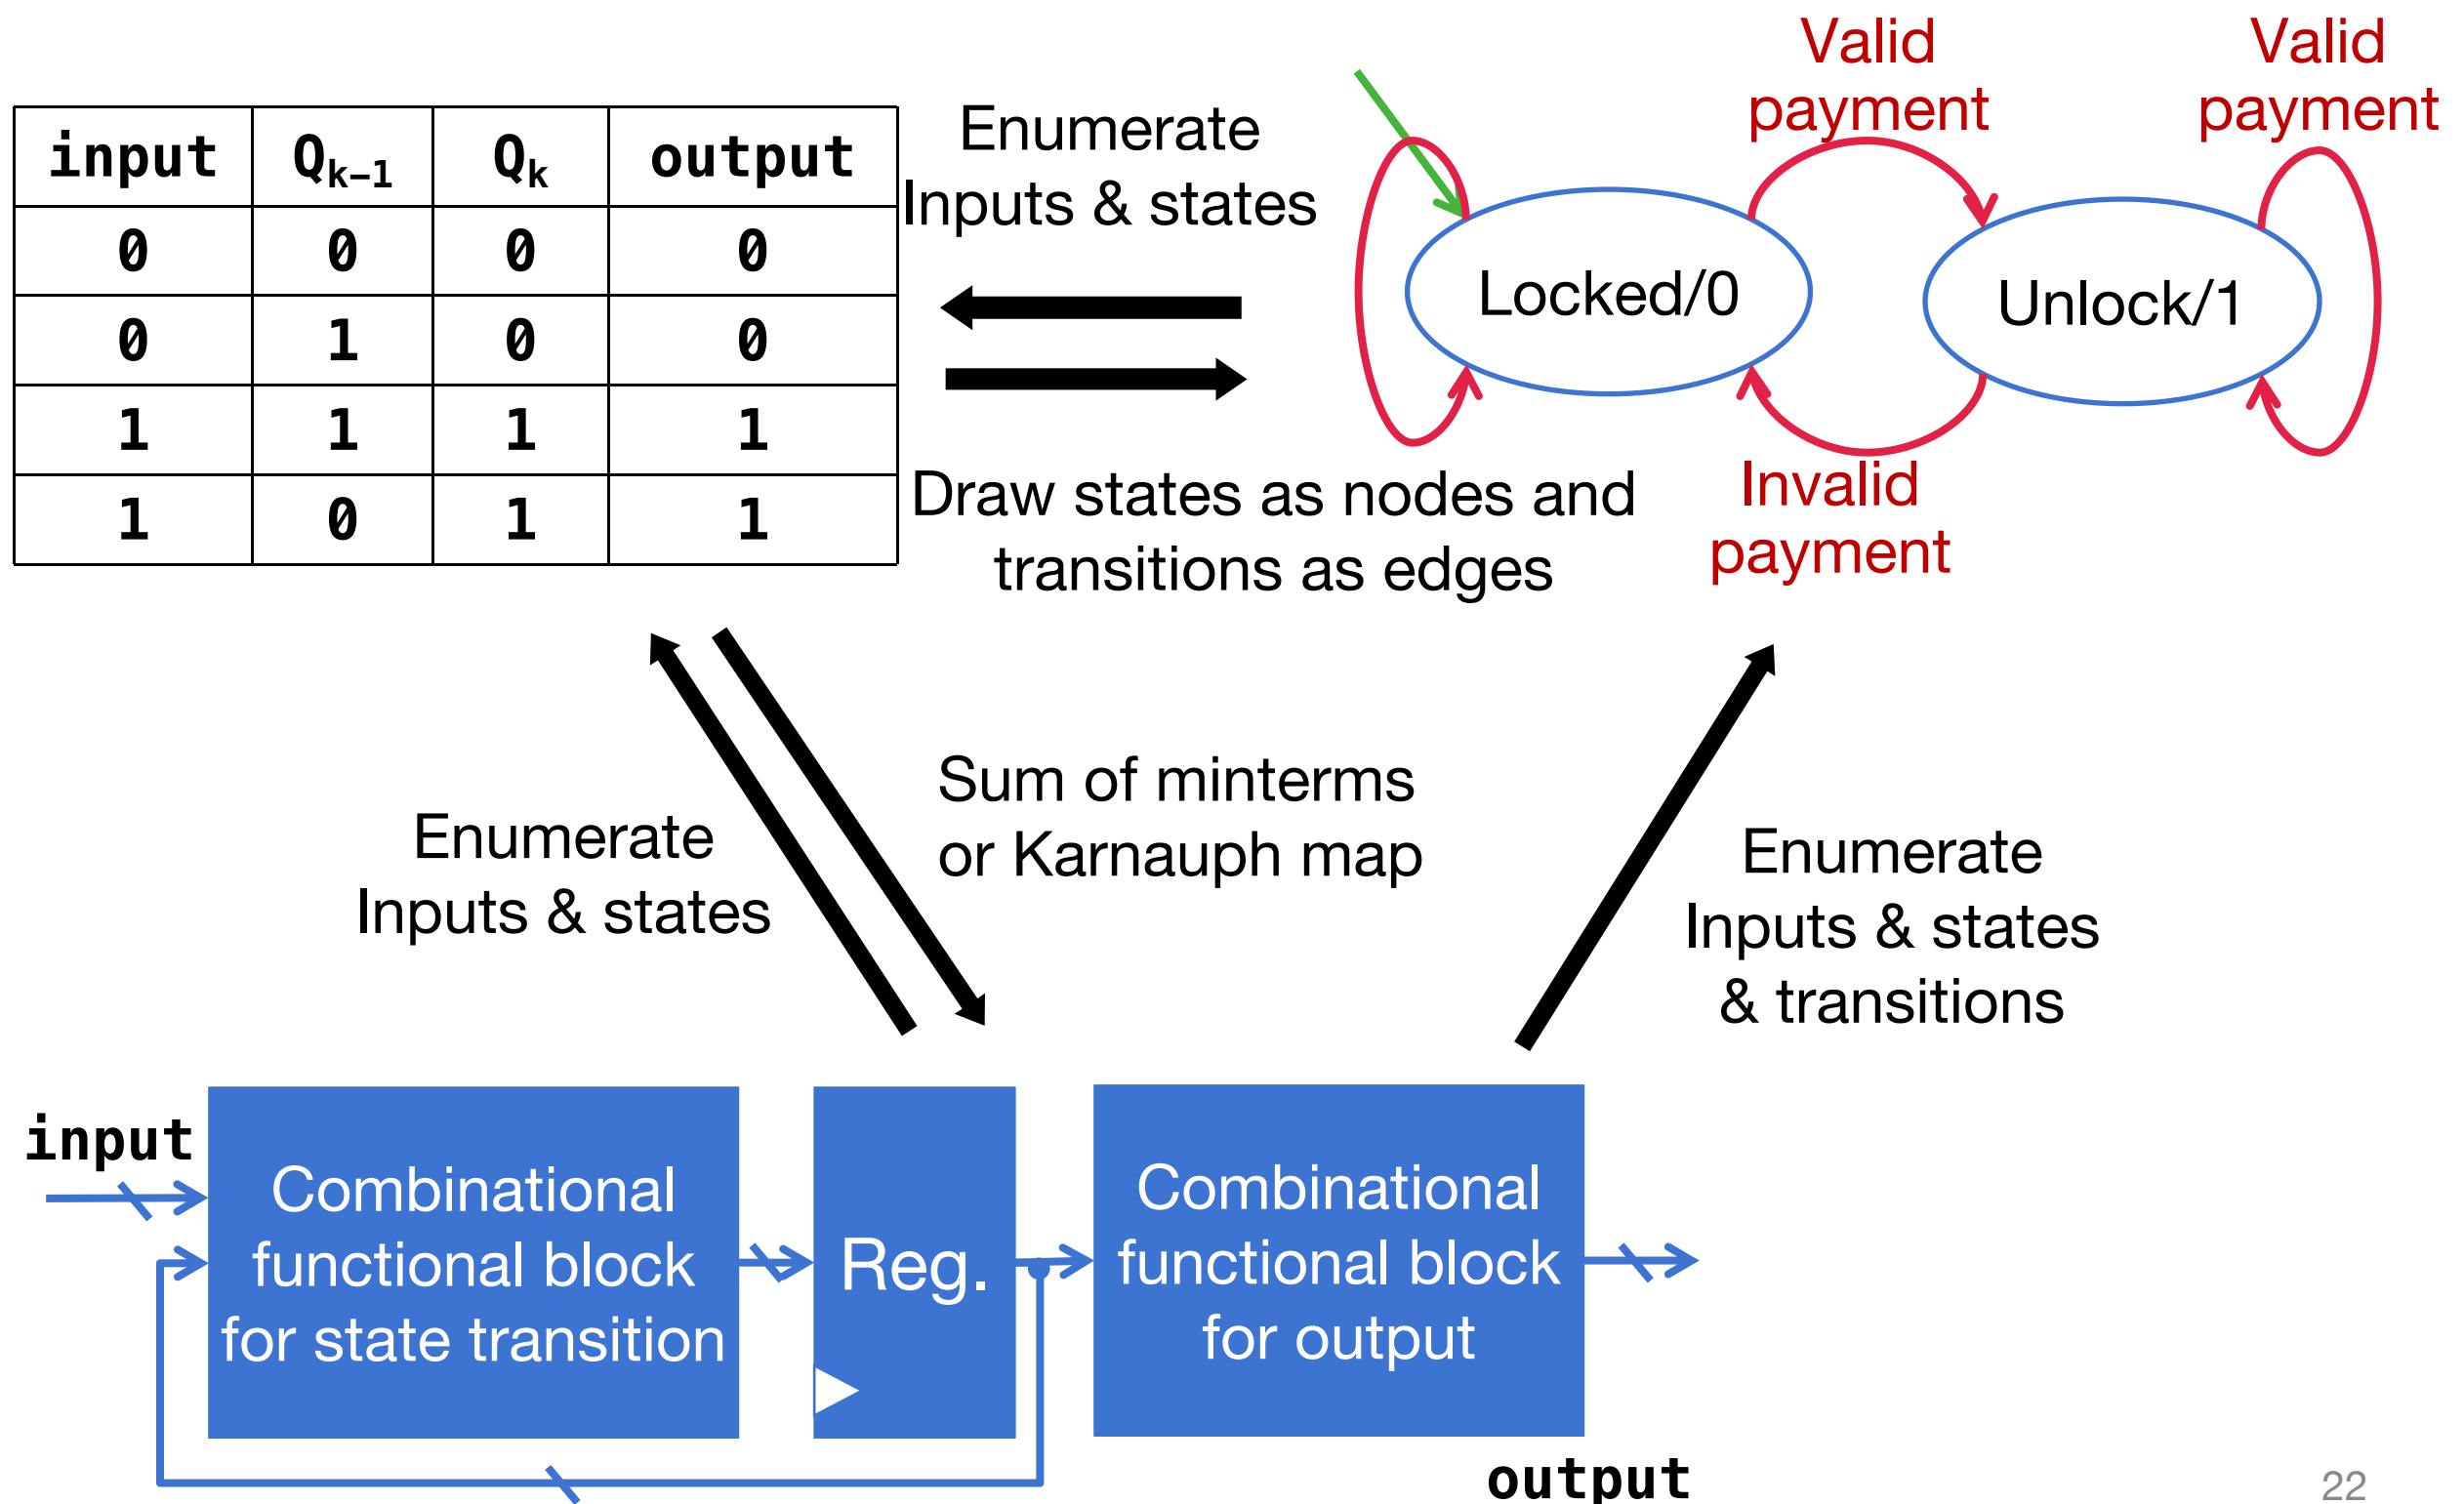 Valid
payment
Valid
payment
Enumerate
Inputs & states
input Qk-1 Qk output
0 0 0 0
0 1 0 0
1 1 1 1
1 0 1 1
Locked/0
Unlock/1
Draw states as nodes and
transitions as edges
Invalid
payment
Sum of minterms
or Karnaugh map
Enumerate
Inputs & states
Enumerate
Inputs & states
& transitions
input
Combinational
functional block
for state transition
Reg.
Combinational
functional block
for output
output
22